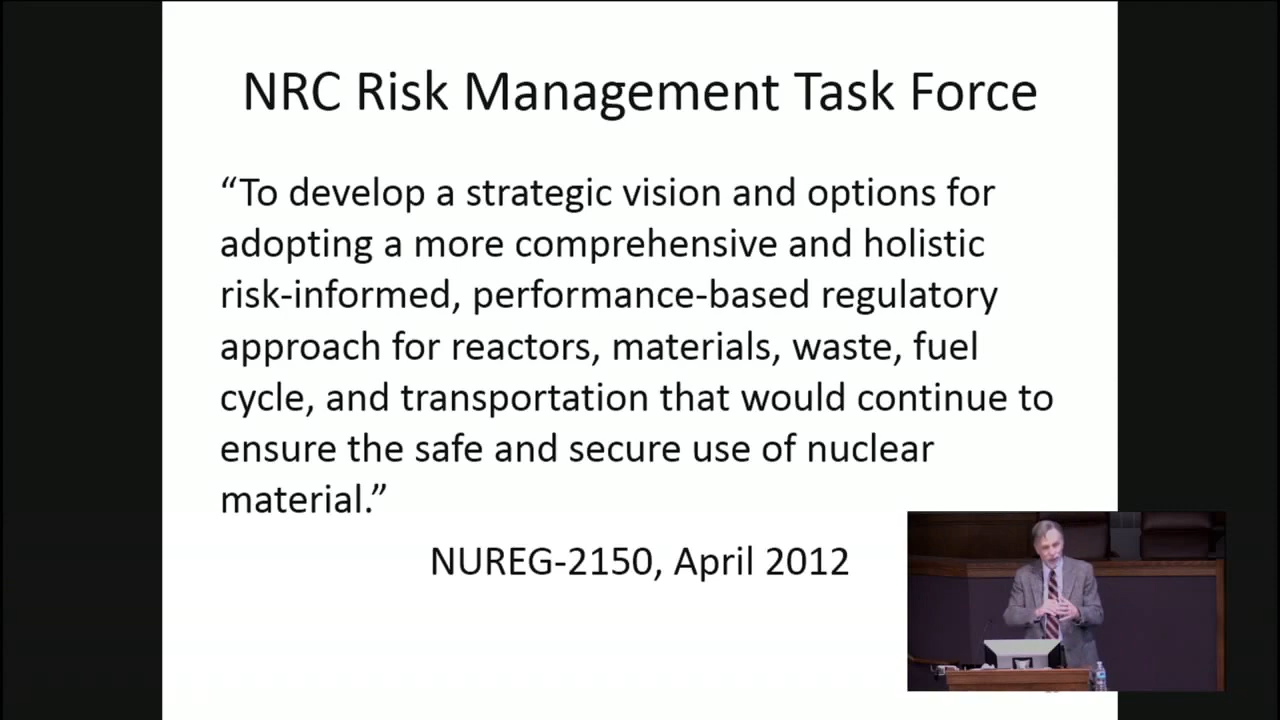 NRC Risk Management Task Force
“To develop a strategic vision and options for
adopting a more comprehensive and holistic
risk-informed, performance-based regulatory
approach for reactors, materials, waste, fuel
cycle, and transportation that would continue to
ensure the safe and secure use of nuclear
material.”
NUREG-2150, April 2012